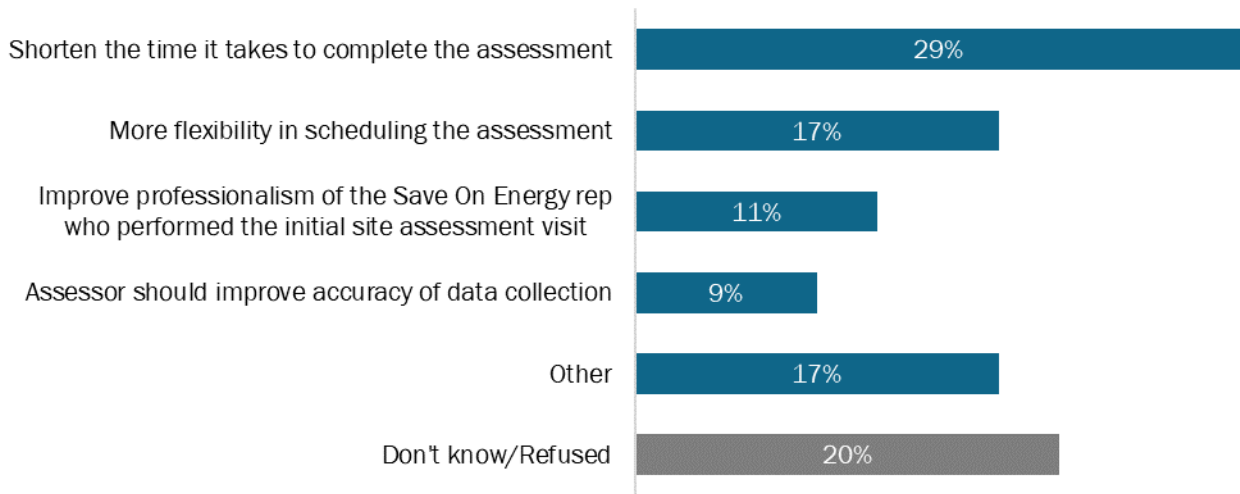 Shorten the time it takes to complete the assessment
29%
More flexibility in scheduling the assessment
17%
Improve professionalism of the Save On Energy rep
who performed the initial site assessment visit
11%
Assessor should improve accuracy of data collection
9%
Other
17%
Don't know/Refused
20%